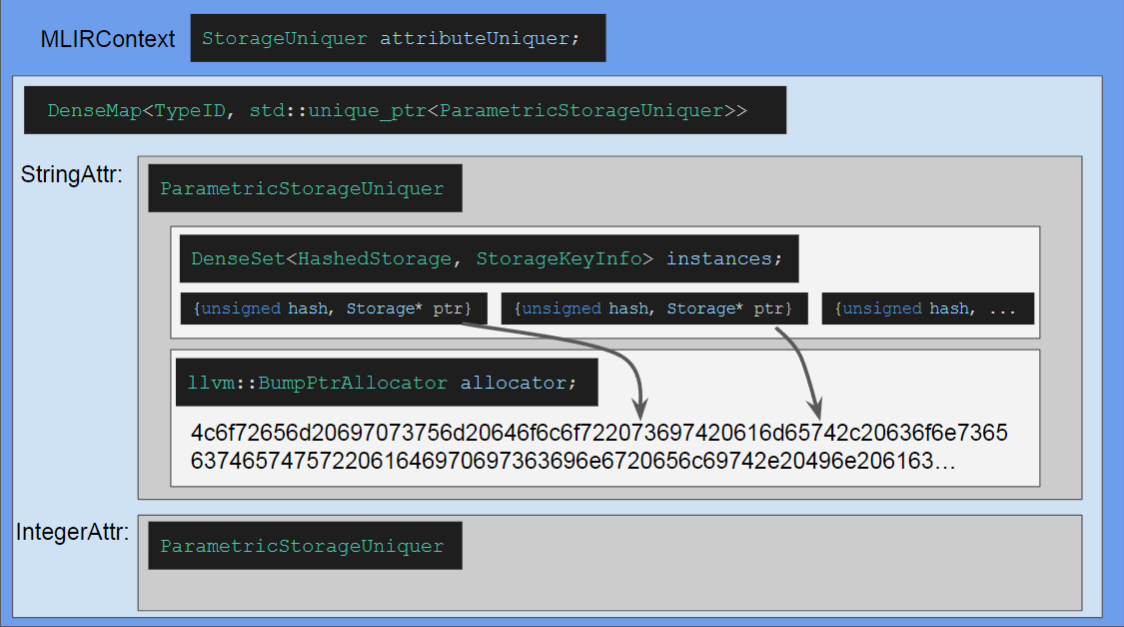 MLIRContext StorageUniquer attributeUniquer;
DenseMap<TypeID, std::unique_ptr<ParametricStorageUniquer>>
StringAttr:
ParametricStorageUniquer
DenseSet<HashedStorage, StorageKeyInfo> instances;
{unsigned hash, Storage* ptr} {unsigned hash, Storage* ptr} {unsigned hash, ...
llvm::BumpPtrAllocator allocator;
4c6f72656d20697073756d20646f6c6f722073697420616d65742c20636f6e7365
6374657475722061646970697363696e6720656c69742e20496e206163…
IntegerAttr:
ParametricStorageUniquer